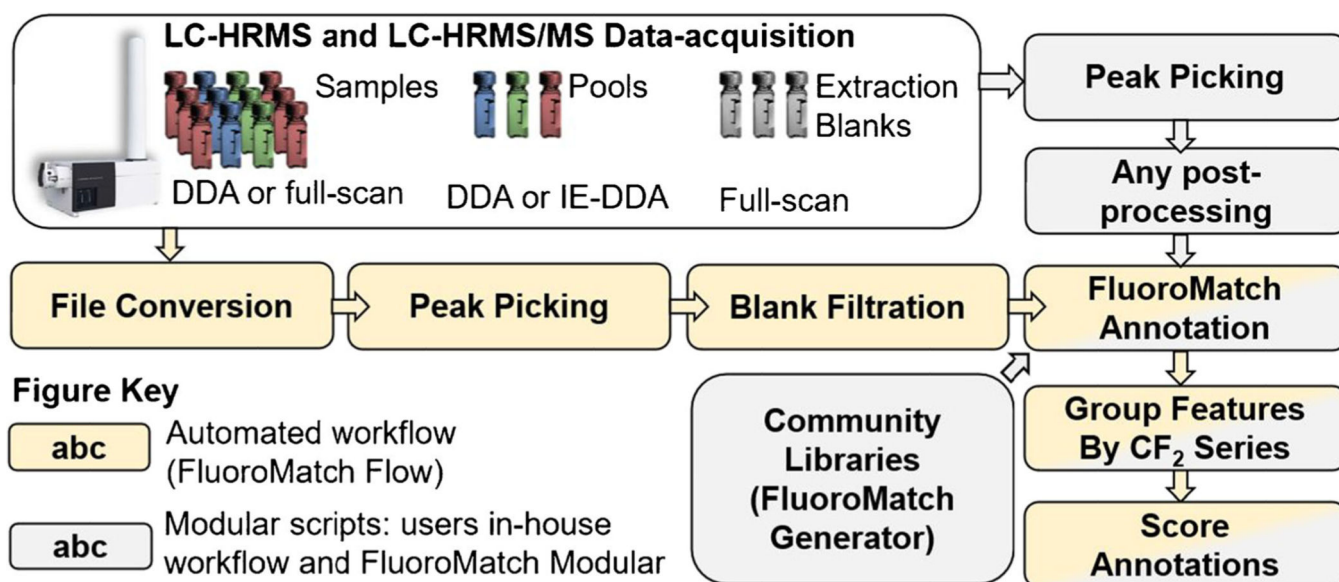 LC-HRMS and LC-HRMS/MS Data-acquisition
Samples
Pools
Extraction
Blanks
DDA or full-scan
DDA or IE-DDA
Full-scan
Peak Picking
Any post-
processing
File Conversion
Peak Picking
Blank Filtration
FluoroMatch
Annotation
Group Features
By CF₂ Series
Score
Annotations
Community
Libraries
(FluoroMatch
Generator)
Figure Key
abc
Automated workflow
(FluoroMatch Flow)
abc
Modular scripts: users in-house
workflow and FluoroMatch Modular